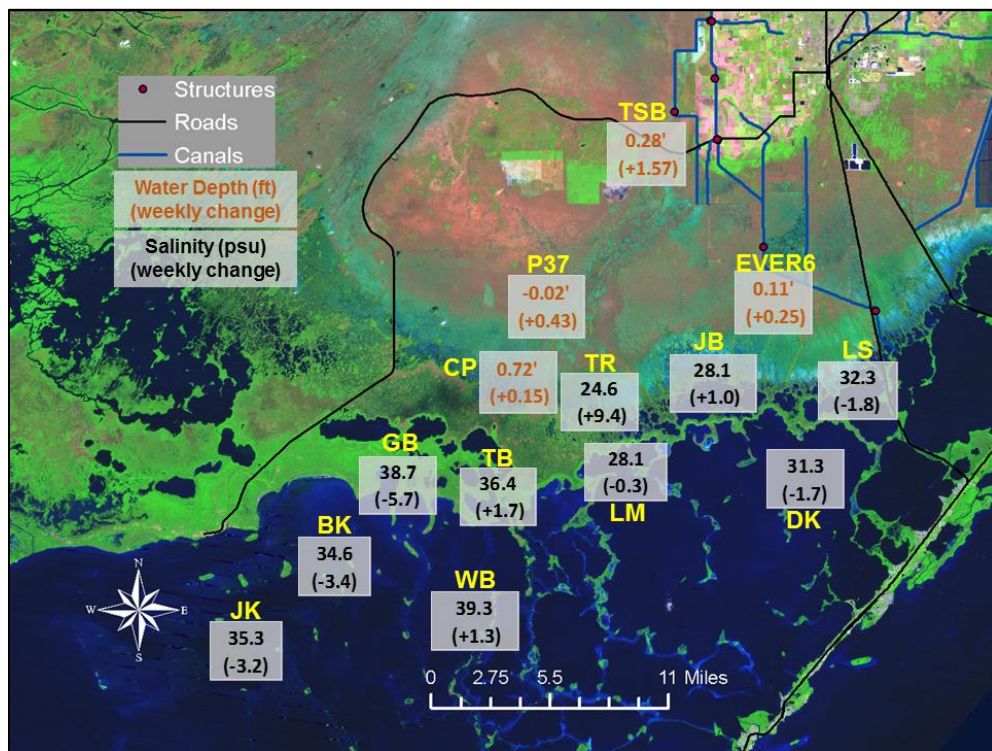 Structures
Roads
Canals
Water Depth (ft)
(weekly change)
Salinity (psu)
(weekly change)
TSB
0.28'
(+1.57)
P37
-0.02'
(+0.43)
EVER6
0.11'
(+0.25)
CP
0.72'
(+0.15)
TR
24.6
(+9.4)
JB
28.1
(+1.0)
LS
32.3
(-1.8)
GB
38.7
(-5.7)
TB
36.4
(+1.7)
28.1
(-0.3)
LM
31.3
(-1.7)
DK
BK
34.6
(-3.4)
WB
39.3
(+1.3)
JK
35.3
(-3.2)
N
W E
S
0 2.75 5.5 11 Miles